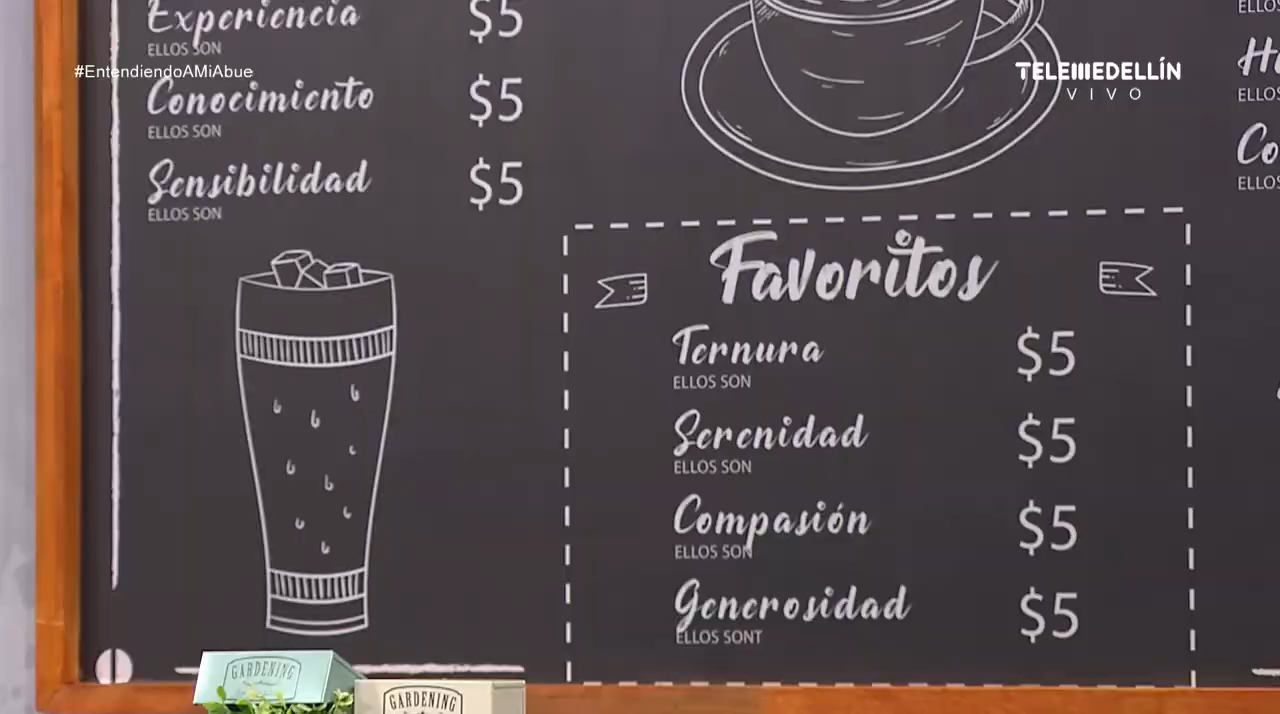 Experiencia $5
ELLOS SON
#EntendiendoAMiAbue
Conocimiento $5
ELLOS SON
Sensibilidad $5
ELLOS SON
TELEMEDELLÍN
VIVO
ELLOS
ELLOS
Co
ELLOS
Favoritos
Ternura $5
ELLOS SON
Serenidad $5
ELLOS SON
Compasión $5
ELLOS SON
Generosidad $5
ELLOS SONT
GARDENING
GARDENING